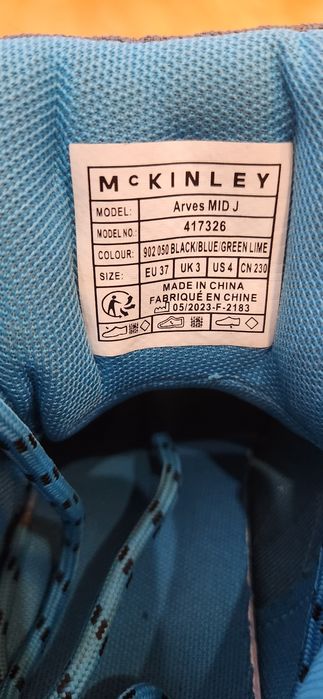 McKINLEY
MODEL: Arves MID J
MODEL NO.: 417326
COLOUR: 902 050 BLACK/BLUE/GREEN LIME
SIZE: EU 37 UK 3 US 4 CN 230
MADE IN CHINA
FABRIQUÉ EN CHINE
05/2023-F-2183